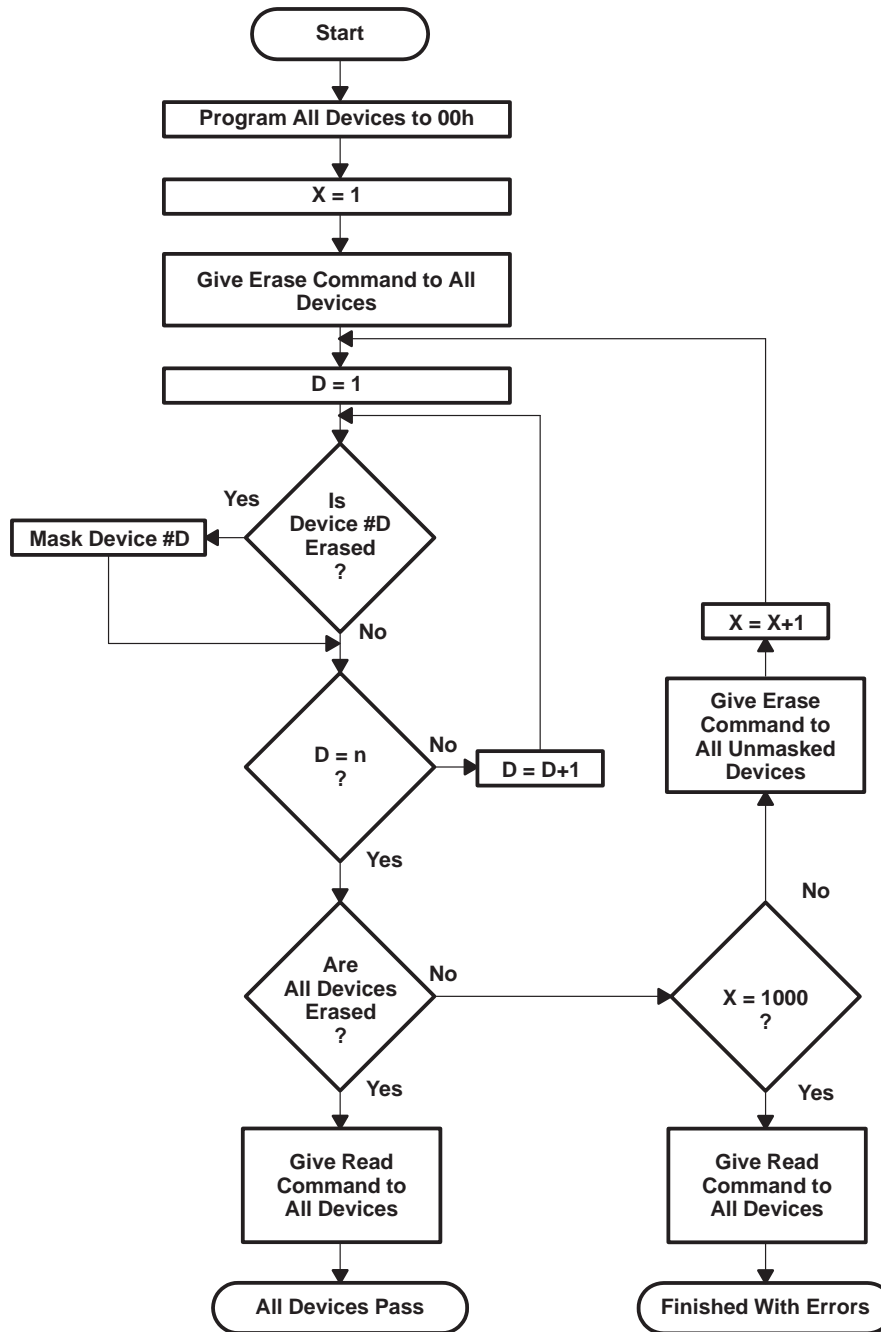 Start
Program All Devices to 00h
X = 1
Give Erase Command to All
Devices
D = 1
Yes
Is
Device #D
Erased
?
Mask Device #D
No
X = X+1
Give Erase
Command to
All Unmasked
Devices
D = n
?
No
D = D+1
Yes
No
Are
All Devices
Erased
?
No
X = 1000
?
Yes
Yes
Give Read
Command to
All Devices
Give Read
Command to
All Devices
All Devices Pass
Finished With Errors